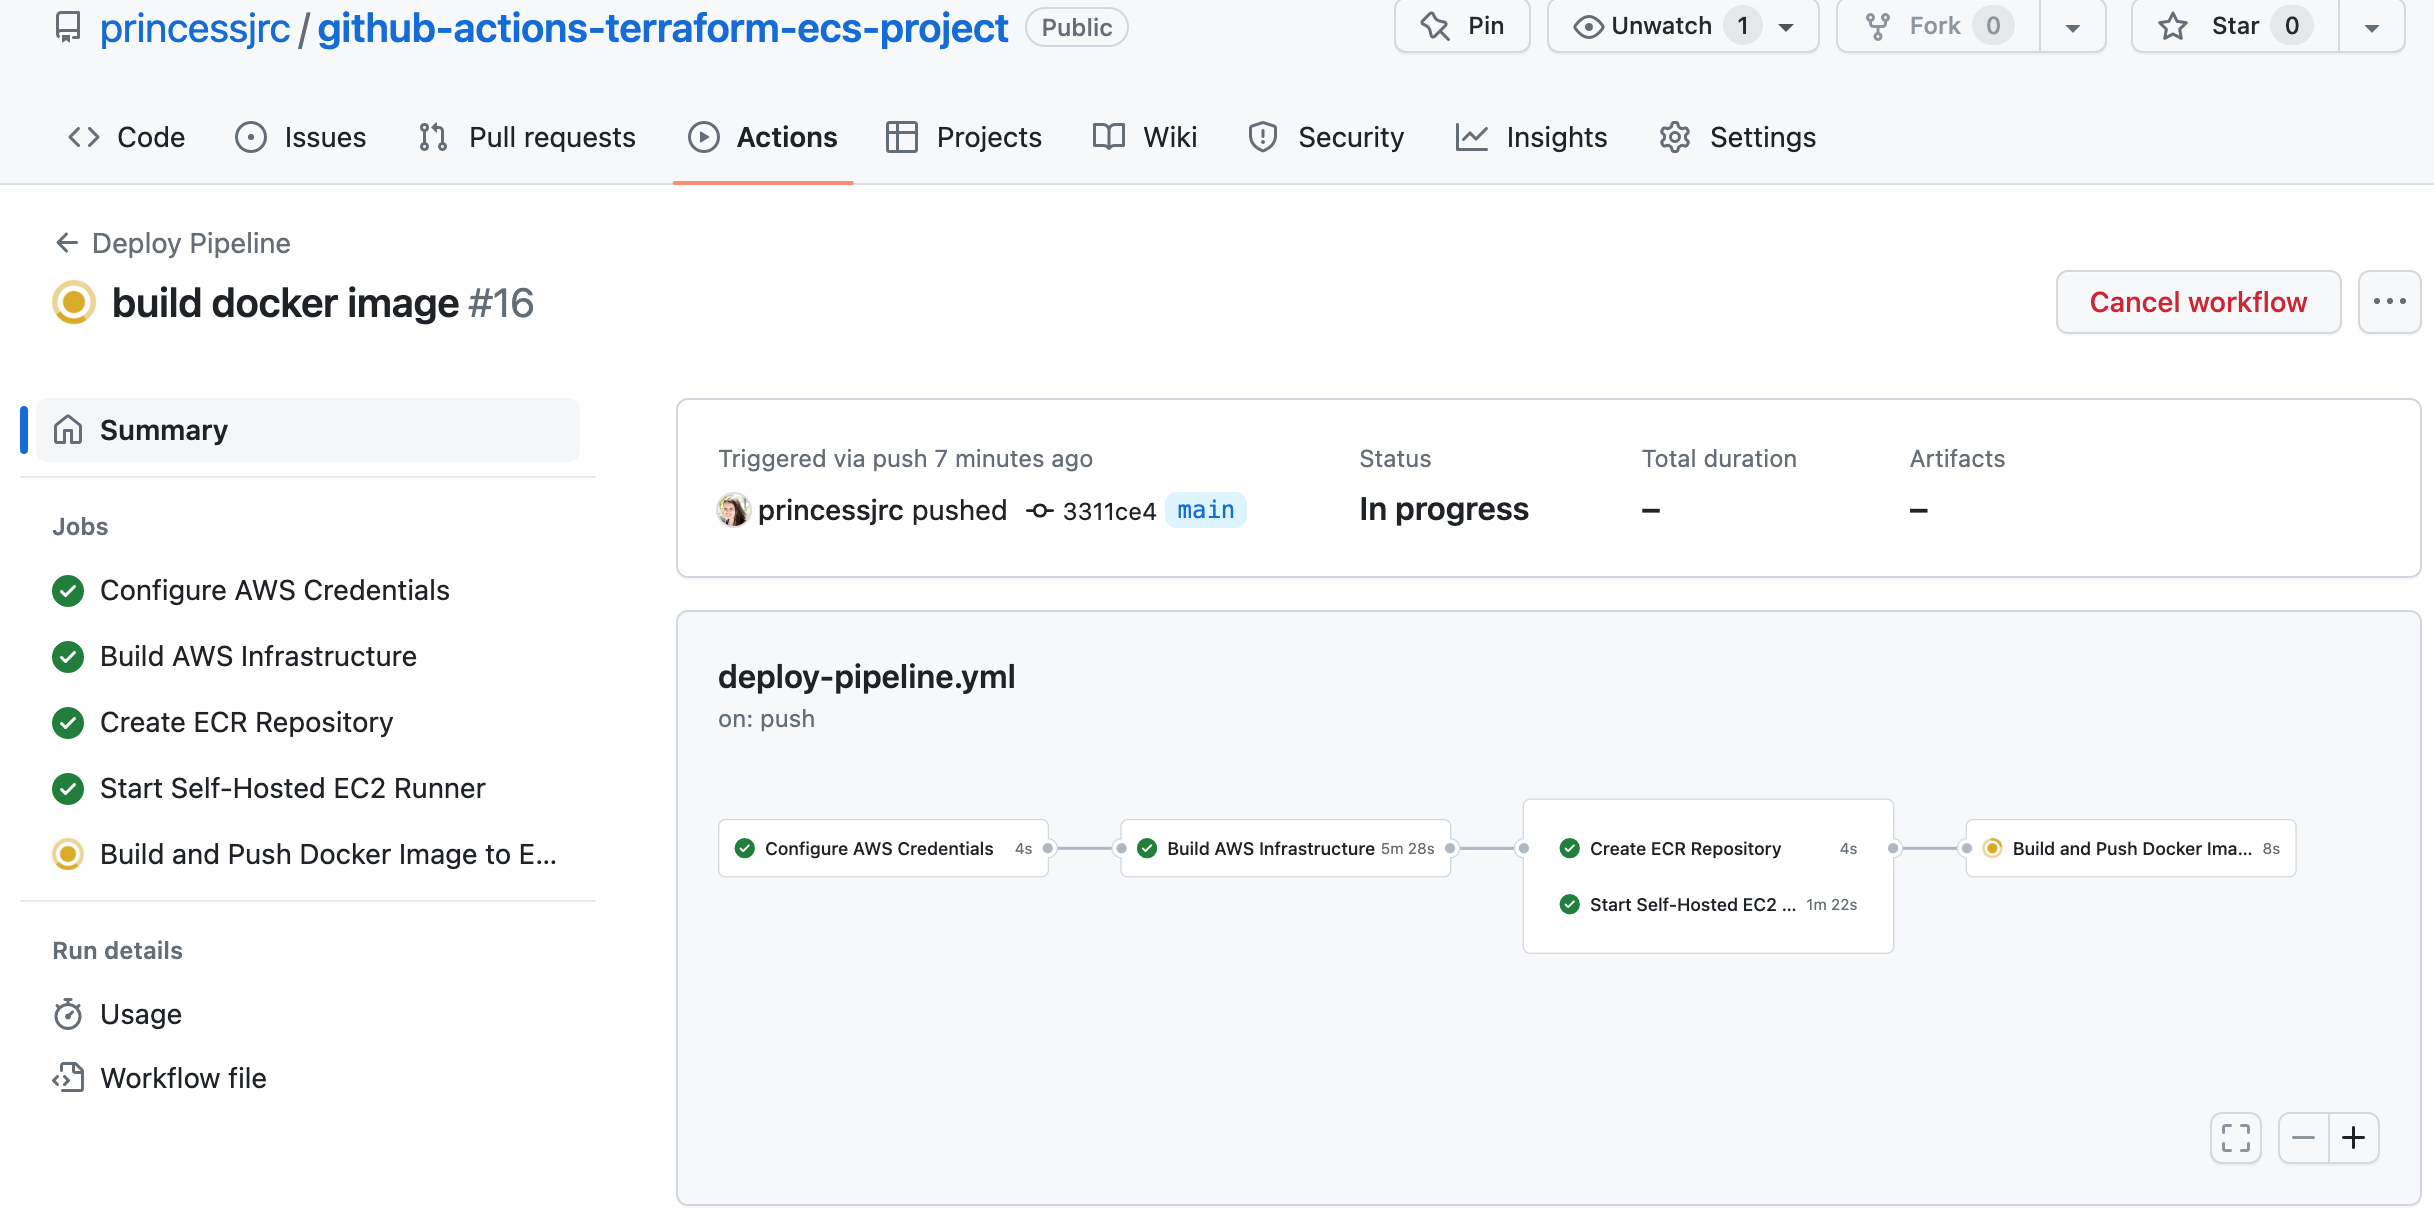 princessjrc / github-actions-terraform-ecs-project Public Pin Unwatch 1 Fork 0 Star 0
Code Issues Pull requests Actions Projects Wiki Security Insights Settings
Deploy Pipeline
build docker image #16
Cancel workflow
Summary
Jobs
Configure AWS Credentials
Build AWS Infrastructure
Create ECR Repository
Start Self-Hosted EC2 Runner
Build and Push Docker Image to E...
Run details
Usage
Workflow file
Triggered via push 7 minutes ago
princessjrc pushed 3311ce4 main
Status
In progress
Total duration
–
Artifacts
–
deploy-pipeline.yml
on: push
Configure AWS Credentials 4s
Build AWS Infrastructure 5m 28s
Create ECR Repository 4s
Start Self-Hosted EC2 ... 1m 22s
Build and Push Docker Ima... 8s